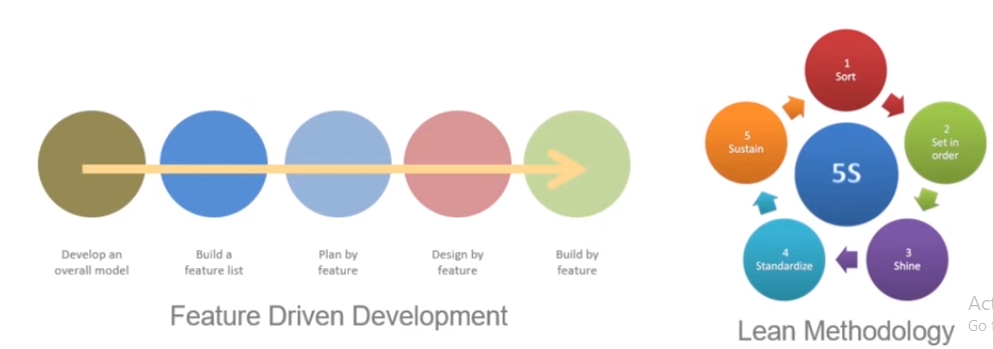 Develop an
overall model
Build a
feature list
Plan by
feature
Design by
feature
Build by
feature
Feature Driven Development
1
Sort
2
Set in
order
3
Shine
4
Standardize
5
Sustain
5S
Lean Methodology